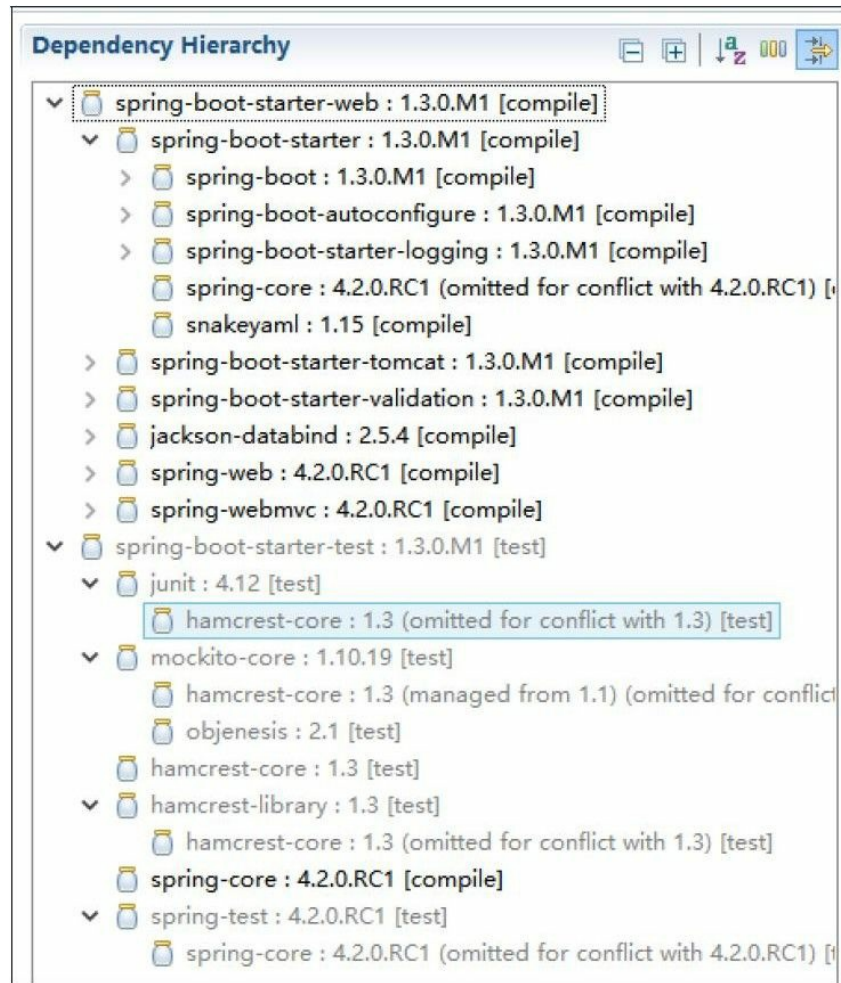 Dependency Hierarchy
spring-boot-starter-web : 1.3.0.M1 [compile]
spring-boot-starter : 1.3.0.M1 [compile]
spring-boot : 1.3.0.M1 [compile]
spring-boot-autoconfigure : 1.3.0.M1 [compile]
spring-boot-starter-logging : 1.3.0.M1 [compile]
spring-core : 4.2.0.RC1 (omitted for conflict with 4.2.0.RC1) [
snakeyaml : 1.15 [compile]
spring-boot-starter-tomcat : 1.3.0.M1 [compile]
spring-boot-starter-validation : 1.3.0.M1 [compile]
jackson-databind : 2.5.4 [compile]
spring-web : 4.2.0.RC1 [compile]
spring-webmvc : 4.2.0.RC1 [compile]
spring-boot-starter-test : 1.3.0.M1 [test]
junit : 4.12 [test]
hamcrest-core : 1.3 (omitted for conflict with 1.3) [test]
mockito-core : 1.10.19 [test]
hamcrest-core : 1.3 (managed from 1.1) (omitted for conflict
objenesis : 2.1 [test]
hamcrest-core : 1.3 [test]
hamcrest-library : 1.3 [test]
hamcrest-core : 1.3 (omitted for conflict with 1.3) [test]
spring-core : 4.2.0.RC1 [compile]
spring-test : 4.2.0.RC1 [test]
spring-core : 4.2.0.RC1 (omitted for conflict with 4.2.0.RC1) [